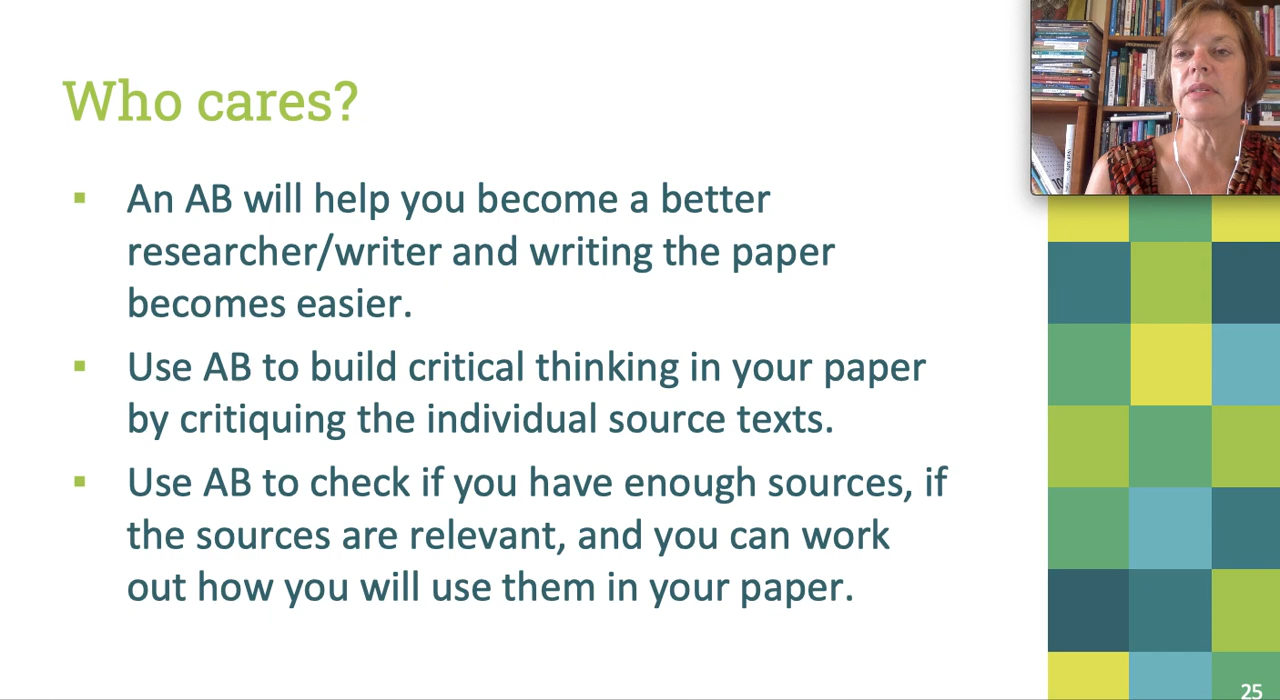 Who cares?
▪ An AB will help you become a better
researcher/writer and writing the paper
becomes easier.
▪ Use AB to build critical thinking in your paper
by critiquing the individual source texts.
▪ Use AB to check if you have enough sources, if
the sources are relevant, and you can work
out how you will use them in your paper.
25